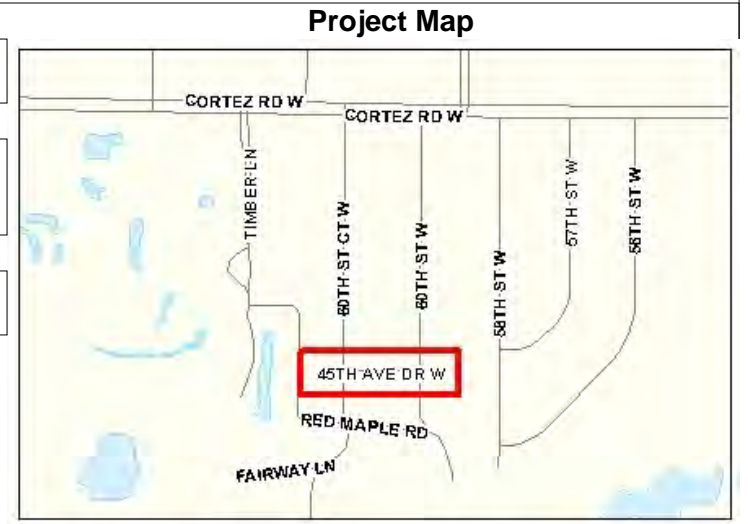 Project Map
CORTEZ RD W
CORTEZ RD W
TIMBER LN
60TH ST CT W
60TH ST W
58TH ST W
57TH ST W
56TH ST W
45TH AVE DR W
RED MAPLE RD
FAIRWAY LN